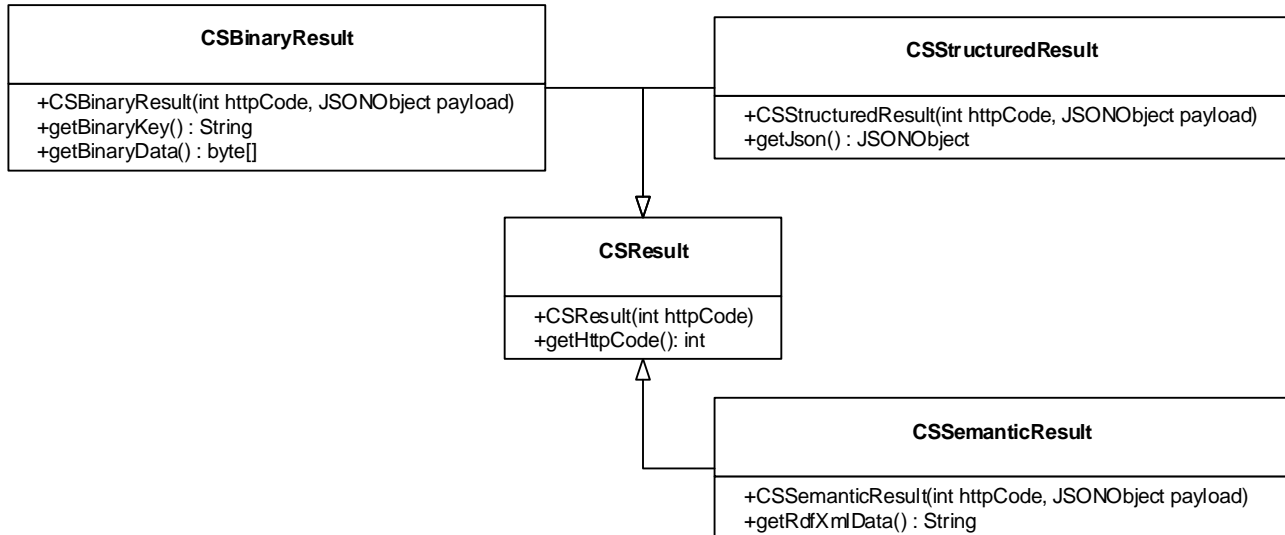 CSBinaryResult
+CSBinaryResult(int httpCode, JSONObject payload)
+getBinaryKey() : String
+getBinaryData() : byte[]
CSStructuredResult
+CSStructuredResult(int httpCode, JSONObject payload)
+getJson() : JSONObject
CSResult
+CSResult(int httpCode)
+getHttpCode(): int
CSSemanticResult
+CSSemanticResult(int httpCode, JSONObject payload)
+getRdfXmlData() : String